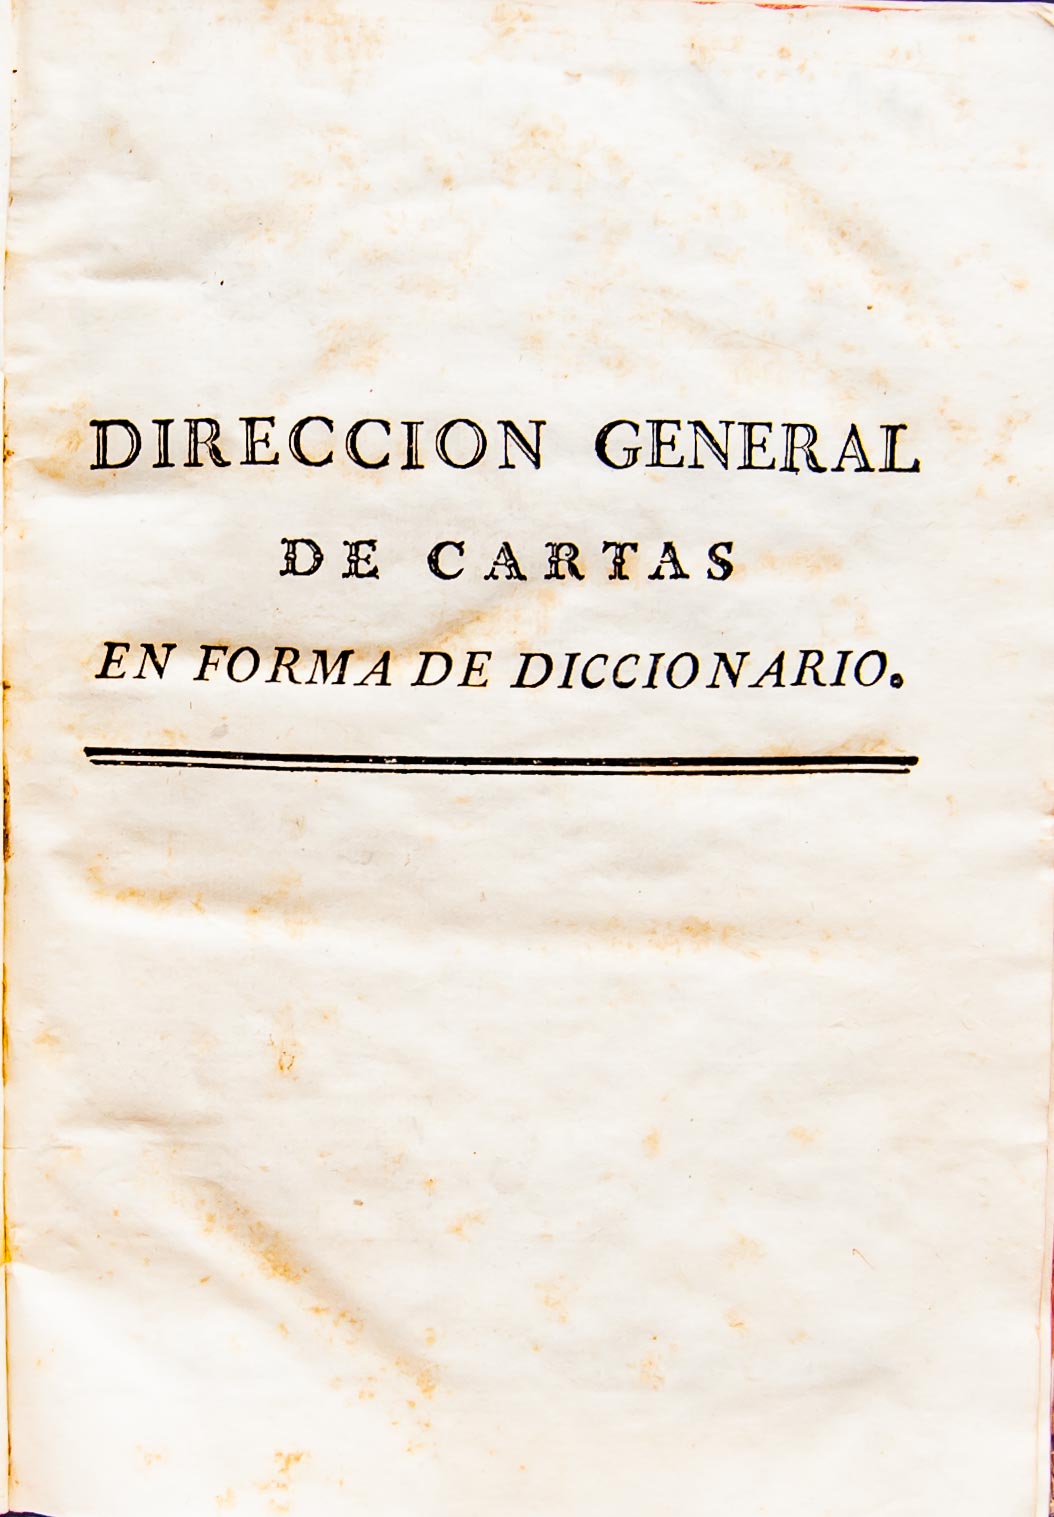 DIRECCION GENERAL
DE CARTAS
EN FORMA DE DICCIONARIO.